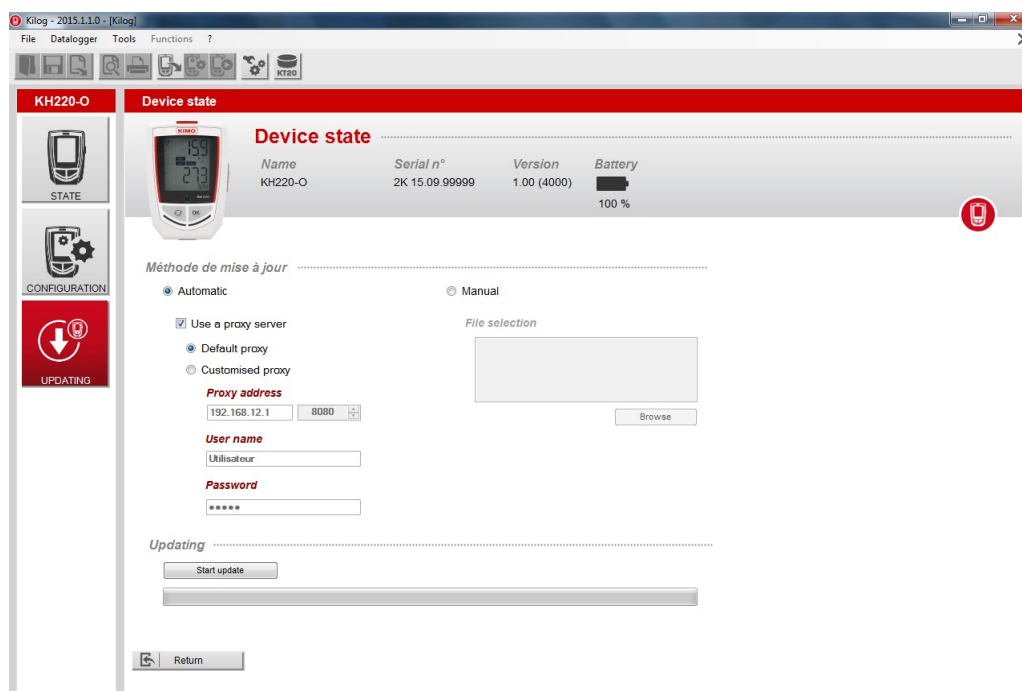 Kilog - 2015.1.1.0 - [Kilog]
File Datalogger Tools Functions ?
KT20
KH220-O
Device state
STATE
CONFIGURATION
UPDATING
KIMO
159
273
OK
Device state
Name Serial n° Version Battery
KH220-O 2K 15.09.99999 1.00 (4000)
100 %
Méthode de mise à jour
Automatic Manual
Use a proxy server File selection
Default proxy
Customised proxy
Proxy address
192.168.12.1 8080 Browse
User name
Utilisateur
Password
•••••
Updating
Start update
Return